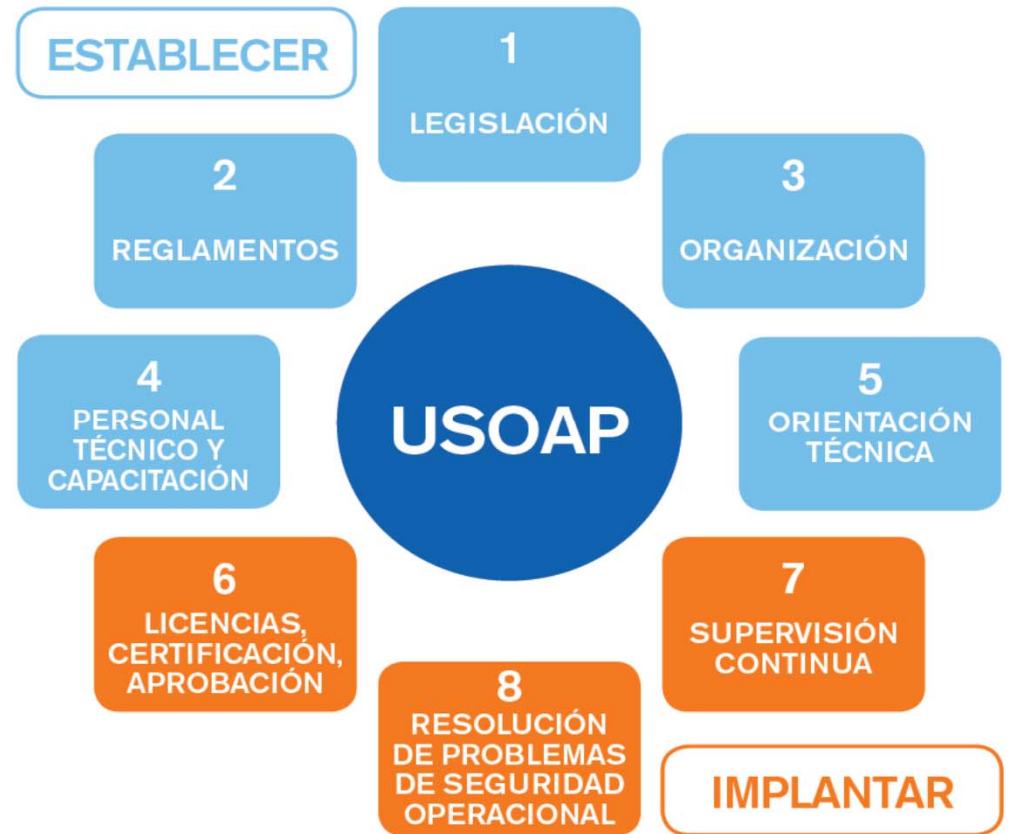 ESTABLECER
1
LEGISLACIÓN
2
REGLAMENTOS
3
ORGANIZACIÓN
4
PERSONAL
TÉCNICO Y
CAPACITACIÓN
USOAP
5
ORIENTACIÓN
TÉCNICA
6
LICENCIAS,
CERTIFICACIÓN,
APROBACIÓN
7
SUPERVISIÓN
CONTINUA
8
RESOLUCIÓN
DE PROBLEMAS
DE SEGURIDAD
OPERACIONAL
IMPLANTAR